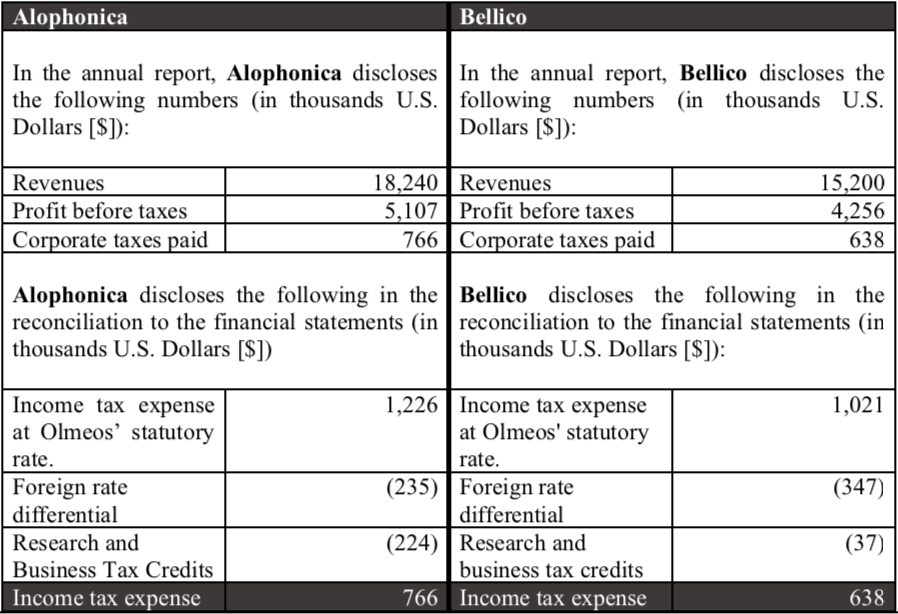 Alophonica
In the annual report, Alophonica discloses
the following numbers (in thousands U.S.
Dollars [$]):
Revenues 18,240
Profit before taxes 5,107
Corporate taxes paid 766
Alophonica discloses the following in the
reconciliation to the financial statements (in
thousands U.S. Dollars [$])
Income tax expense 1,226
at Olmeos’ statutory
rate.
Foreign rate (235)
differential
Research and (224)
Business Tax Credits
Income tax expense 766
Bellico
In the annual report, Bellico discloses the
following numbers (in thousands U.S.
Dollars [$]):
Revenues 15,200
Profit before taxes 4,256
Corporate taxes paid 638
Bellico discloses the following in the
reconciliation to the financial statements (in
thousands U.S. Dollars [$]):
Income tax expense 1,021
at Olmeos' statutory
rate.
Foreign rate (347)
differential
Research and (37)
business tax credits
Income tax expense 638